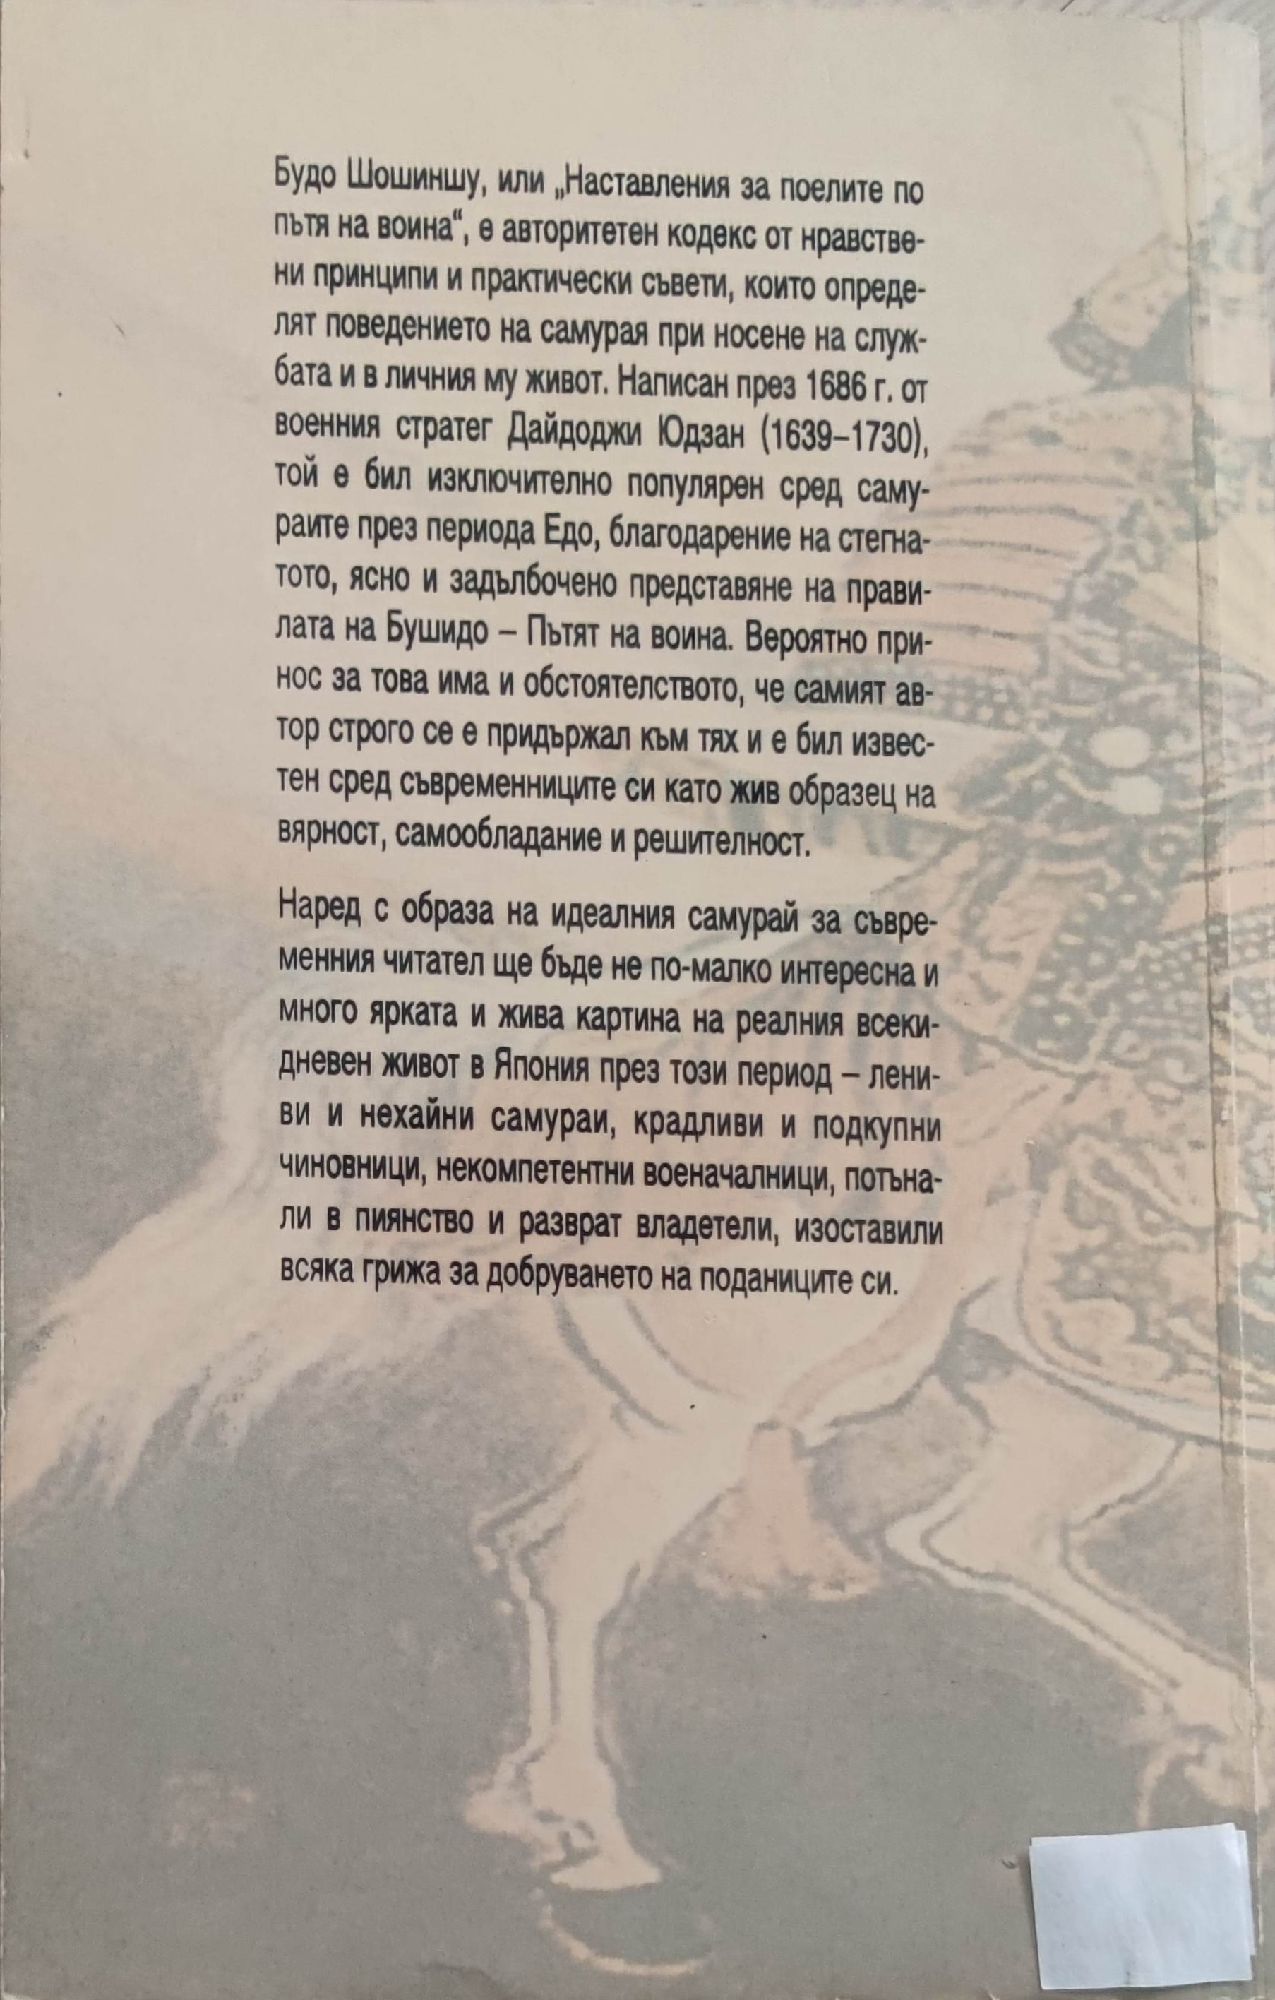 Будо Шошиншу, или „Наставления за поелите по
пътя на воина“, е авторитетен кодекс от нравстве-
ни принципи и практически съвети, които опреде-
лят поведението на самурая при носене на служ-
бата и в личния му живот. Написан през 1686 г. от
военния стратег Дайдоджи Юдзан (1639–1730),
той е бил изключително популярен сред саму-
раите през периода Едо, благодарение на стегна-
тото, ясно и задълбочено представяне на прави-
лата на Бушидо – Пътят на воина. Вероятно при-
нос за това има и обстоятелството, че самият ав-
тор строго се е придържал към тях и е бил извес-
тен сред съвременниците си като жив образец на
вярност, самообладание и решителност.
Наред с образа на идеалния самурай за съвре-
менния читател ще бъде не по-малко интересна и
много ярката и жива картина на реалния всеки-
дневен живот в Япония през този период – лени-
ви и нехайни самураи, крадливи и подкупни
чиновници, некомпетентни военачалници, потъна-
ли в пиянство и разврат владетели, изоставили
всяка грижа за добруването на поданиците си.